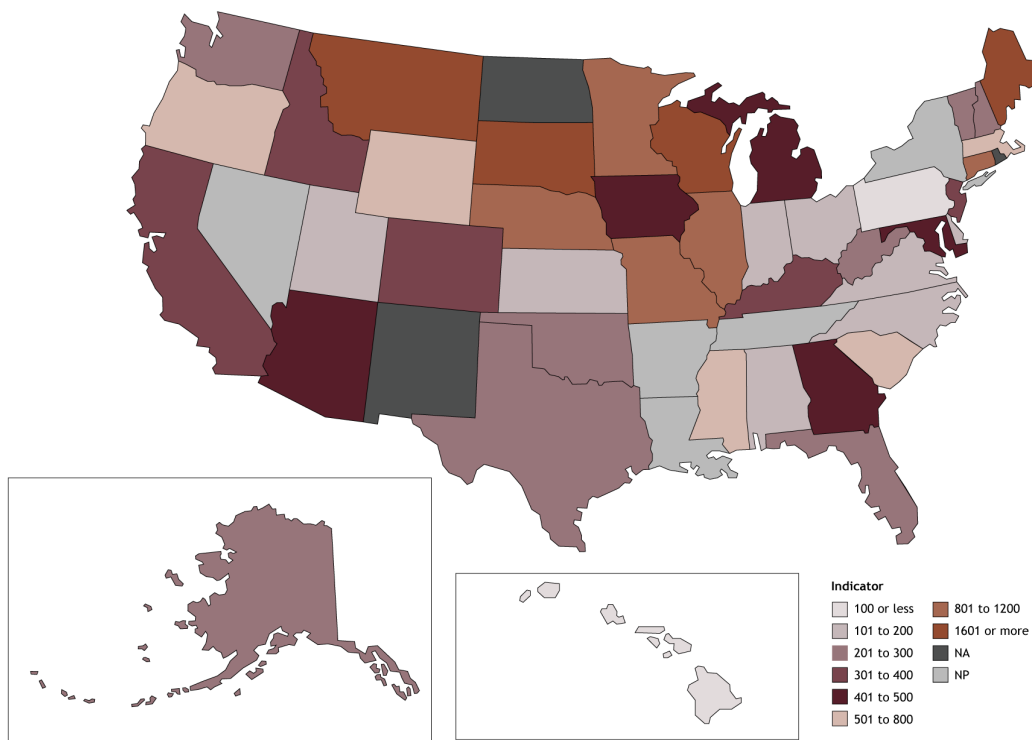 Indicator
100 or less
101 to 200
201 to 300
301 to 400
401 to 500
501 to 800
801 to 1200
1601 or more
NA
NP